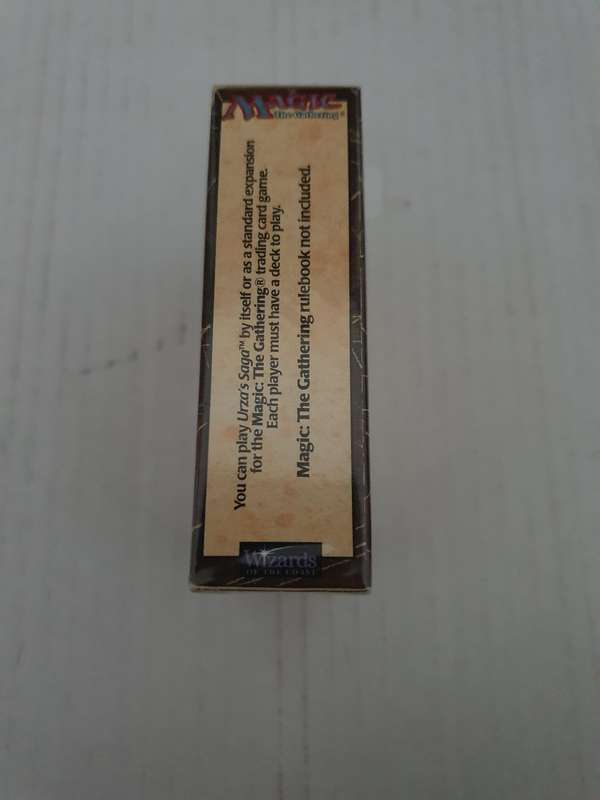 Magic
The Gathering®
You can play Urza's Saga™ by itself or as a standard expansion
for the Magic: The Gathering® trading card game.
Each player must have a deck to play.
Magic: The Gathering rulebook not included.
Wizards
OF THE COAST